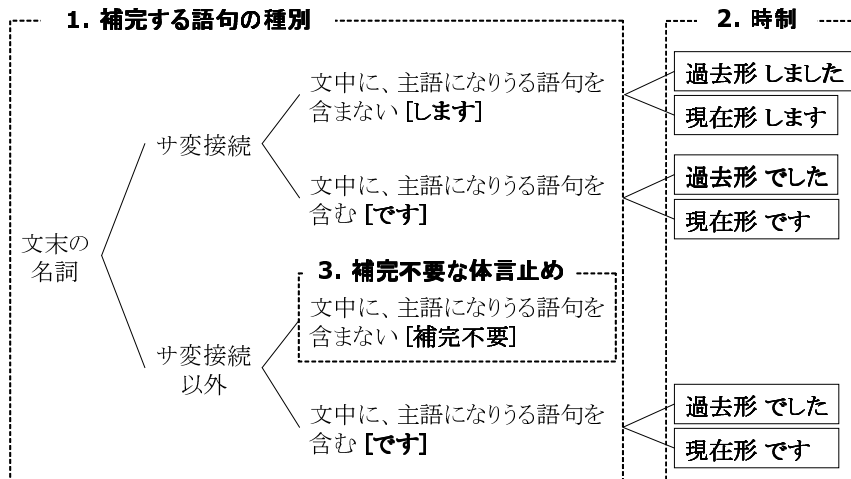 1. 補完する語句の種別
2. 時制
文末の
名詞
サ変接続
文中に、主語になりうる語句を
含まない [します]
過去形 しました
現在形 します
文中に、主語になりうる語句を
含む [です]
過去形 でした
現在形 です
サ変接続
以外
3. 補完不要な体言止め
文中に、主語になりうる語句を
含まない [補完不要]
文中に、主語になりうる語句を
含む [です]
過去形 でした
現在形 です